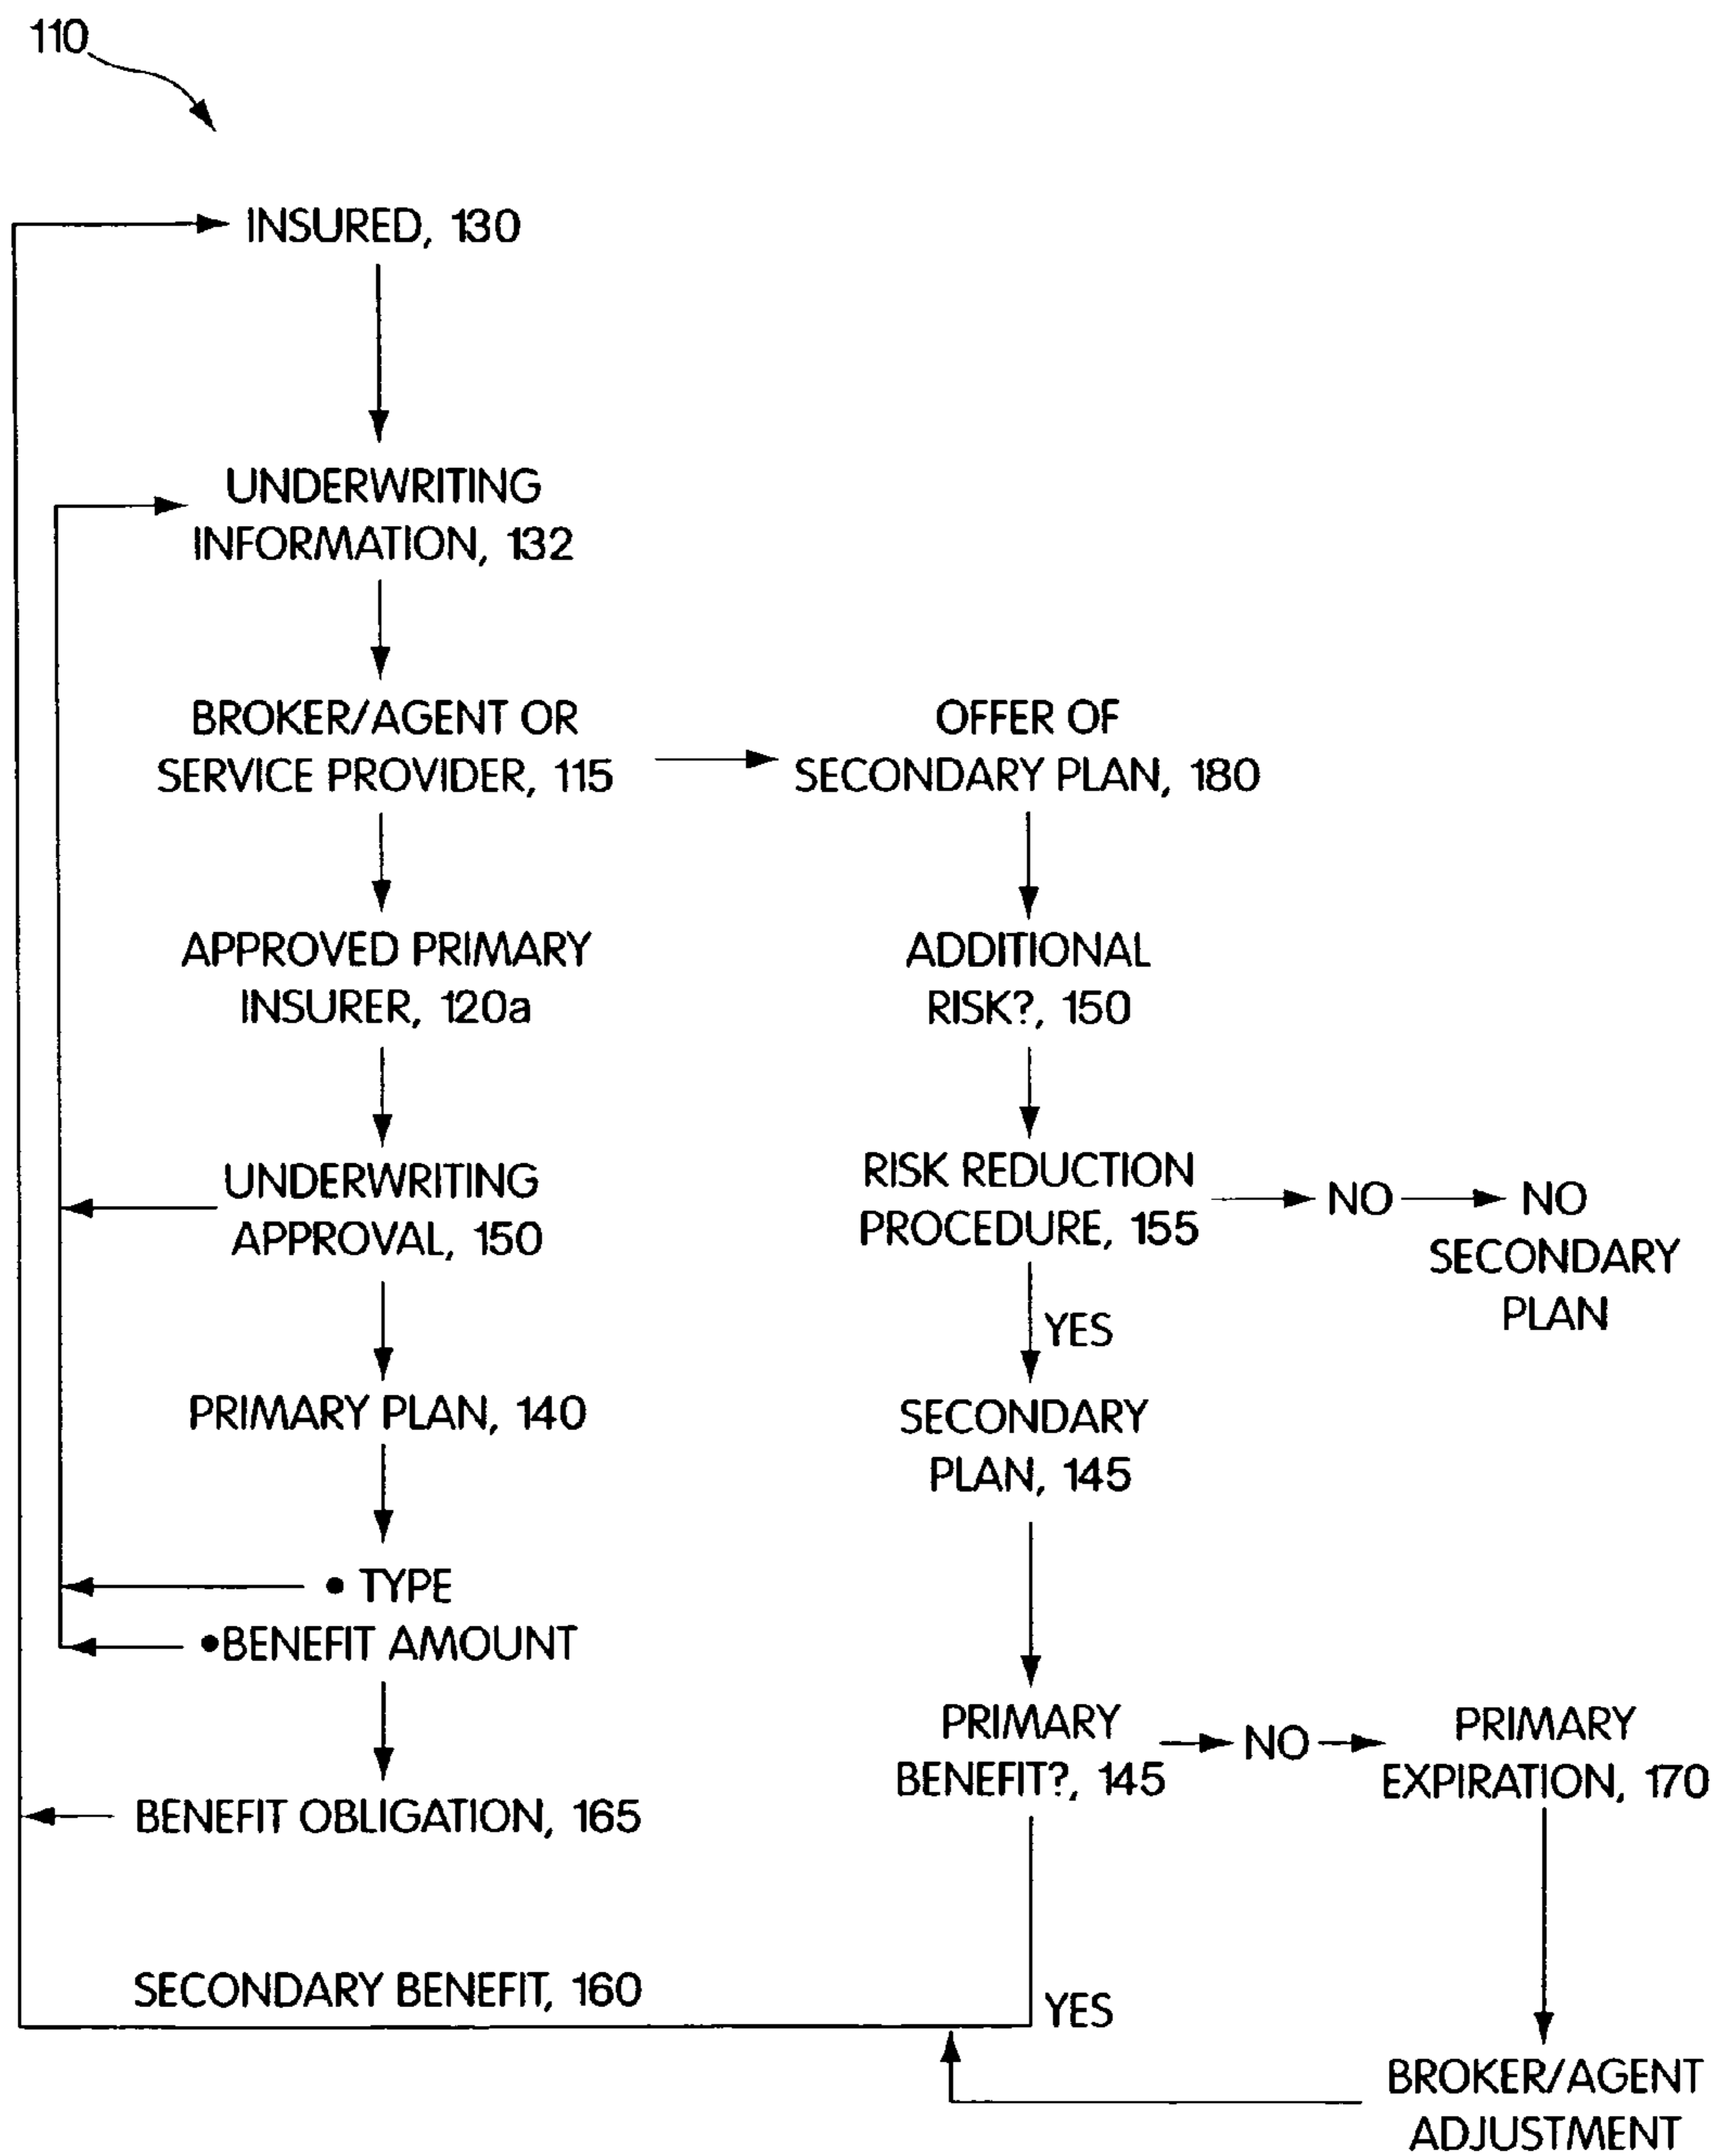 110
INSURED, 130
UNDERWRITING
INFORMATION, 132
BROKER/AGENT OR
SERVICE PROVIDER, 115
OFFER OF
SECONDARY PLAN, 180
APPROVED PRIMARY
INSURER, 120a
ADDITIONAL
RISK?, 150
UNDERWRITING
APPROVAL, 150
RISK REDUCTION
PROCEDURE, 155
NO
NO
SECONDARY
PLAN
YES
PRIMARY PLAN, 140
SECONDARY
PLAN, 145
• TYPE
•BENEFIT AMOUNT
BENEFIT OBLIGATION, 165
PRIMARY
BENEFIT?, 145
NO
PRIMARY
EXPIRATION, 170
SECONDARY BENEFIT, 160
YES
BROKER/AGENT
ADJUSTMENT